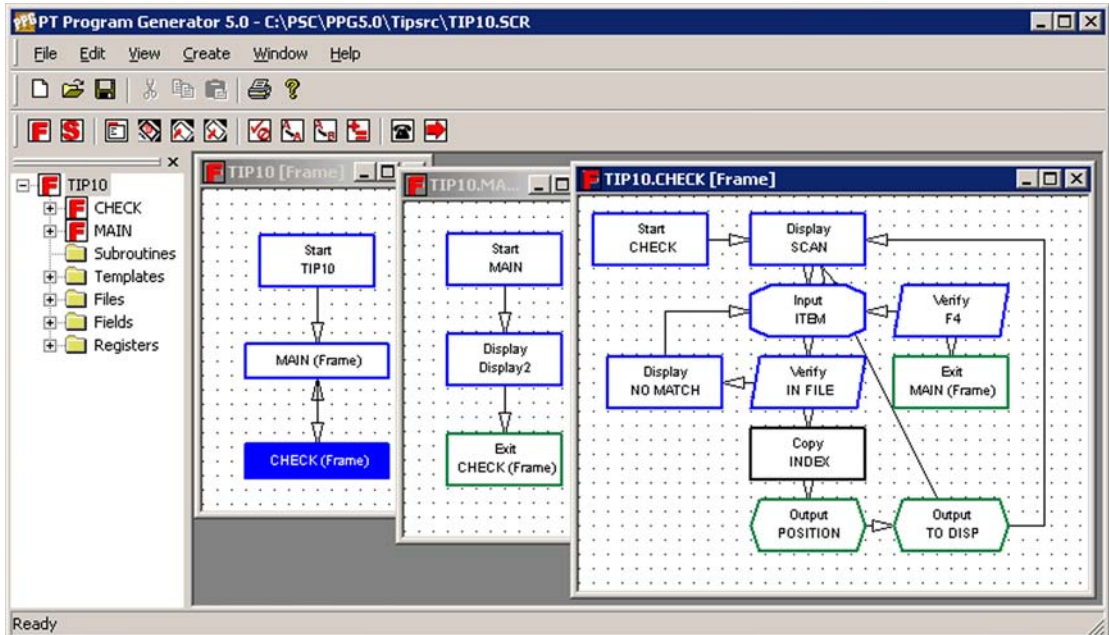 PPG PT Program Generator 5.0 - C:\PSC\PPG5.0\Tipsrc\TIP10.SCR
File Edit View Create Window Help
F S
TIP10
CHECK
MAIN
Subroutines
Templates
Files
Fields
Registers
TIP10 [Frame]
Start
TIP10
MAIN (Frame)
CHECK (Frame)
TIP10.MA...
Start
MAIN
Display
Display2
Exit
CHECK (Frame)
TIP10.CHECK [Frame]
Start
CHECK
Display
SCAN
Input
ITEM
Verify
F4
Display
NO MATCH
Verify
IN FILE
Exit
MAIN (Frame)
Copy
INDEX
Output
POSITION
Output
TO DISP
Ready